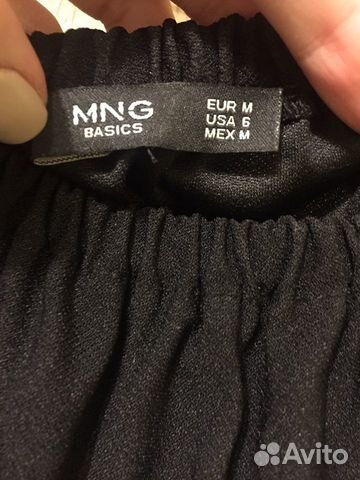 MNG
BASICS
EUR M
USA 6
MEX M
Avito